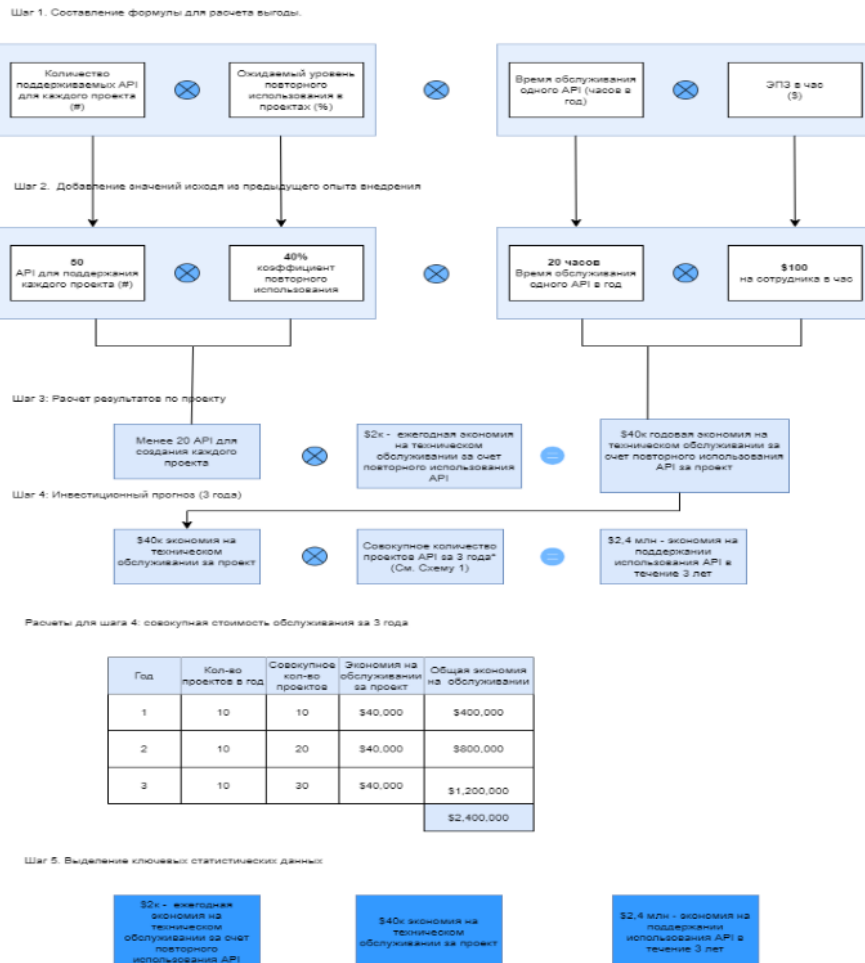 Шаг 1. Составление формулы для расчета выгоды.
Количество
поддерживаемых API
для каждого проекта
(#)
Ожидаемый уровень
повторного
использования в
проектах (%)
Время обслуживания
одного API (часов в
год)
ЭПЗ в час
($)
Шаг 2. Добавление значений исходя из предыдущего опыта внедрения
50
API для поддержания
каждого проекта (#)
40%
коэффициент
повторного
использования
20 часов
Время обслуживания
одного API в год
$100
на сотрудника в час
Шаг 3: Расчет результатов по проекту
Менее 20 API для
создания каждого
проекта
$2к - ежегодная экономия
на техническом
обслуживании за счет
повторного использования
API
=
$40к годовая экономия на
техническом обслуживании за
счет повторного использования
API за проект
Шаг 4: Инвестиционный прогноз (3 года)
$40к экономия на
техническом
обслуживании за проект
Совокупное количество
проектов API за 3 года*
(См. Схему 1)
=
$2,4 млн - экономия на
поддержании
использования API в
течение 3 лет
Расчеты для шага 4: совокупная стоимость обслуживания за 3 года
Год
Кол-во
проектов в год
Совокупное
кол-во
проектов
Экономия на
обслуживании
за проект
Общая экономия
на обслуживании
1 10 10 $40,000 $400,000
2 10 20 $40,000 $800,000
3 10 30 $40,000 $1,200,000
$2,400,000
Шаг 5. Выделение ключевых статистических данных
$2к - ежегодная
экономия на
техническом
обслуживании за счет
повторного
использования API
$40к экономия на
техническом
обслуживании за проект
$2,4 млн - экономия на
поддержании
использования API в
течение 3 лет